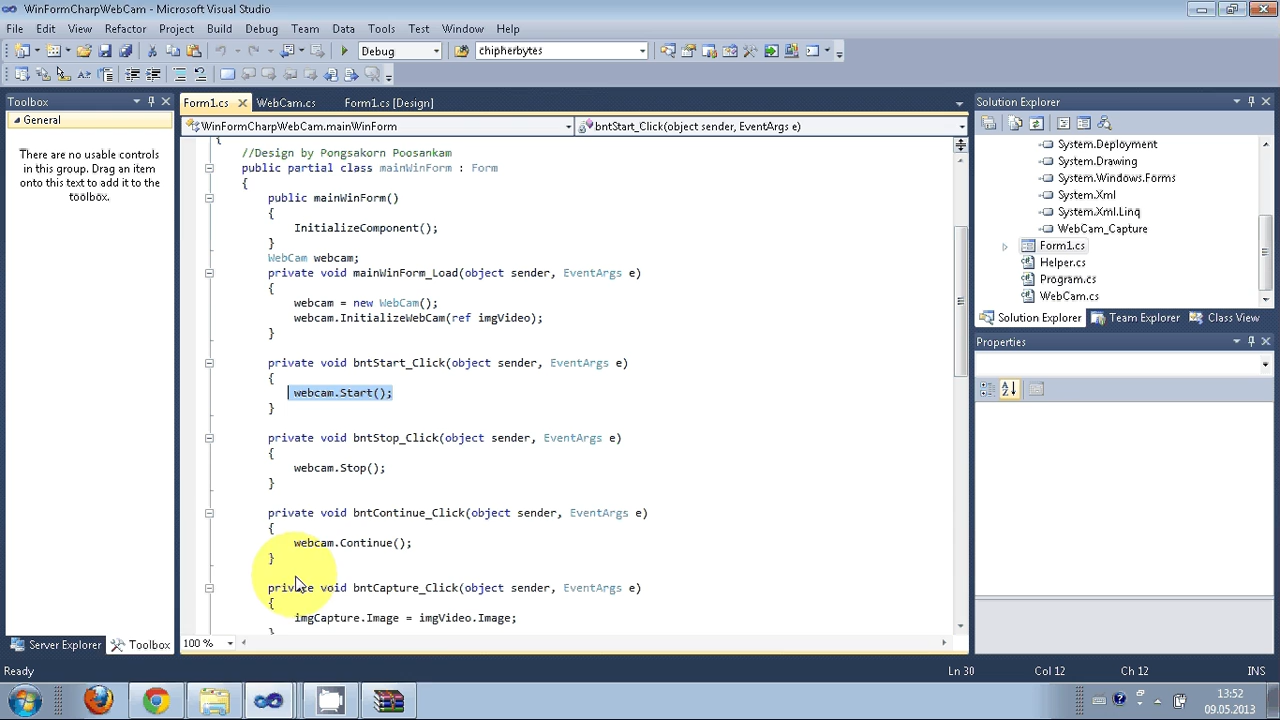 WinFormCharpWebCam - Microsoft Visual Studio
File Edit View Refactor Project Build Debug Team Data Tools Test Window Help
Debug chipherbytes
Toolbox
General
There are no usable controls
in this group. Drag an item
onto this text to add it to the
toolbox.
Server Explorer Toolbox
Form1.cs WebCam.cs Form1.cs [Design]
WinFormCharpWebCam.mainWinForm bntStart_Click(object sender, EventArgs e)
{
//Design by Pongsakorn Poosankam
public partial class mainWinForm : Form
{
public mainWinForm()
{
InitializeComponent();
}
WebCam webcam;
private void mainWinForm_Load(object sender, EventArgs e)
{
webcam = new WebCam();
webcam.InitializeWebCam(ref imgVideo);
}
private void bntStart_Click(object sender, EventArgs e)
{
webcam.Start();
}
private void bntStop_Click(object sender, EventArgs e)
{
webcam.Stop();
}
private void bntContinue_Click(object sender, EventArgs e)
{
webcam.Continue();
}
private void bntCapture_Click(object sender, EventArgs e)
{
imgCapture.Image = imgVideo.Image;
}
100 %
Solution Explorer
System.Deployment
System.Drawing
System.Windows.Forms
System.Xml
System.Xml.Linq
WebCam_Capture
Form1.cs
Helper.cs
Program.cs
WebCam.cs
Solution Explorer Team Explorer Class View
Properties
Ready Ln 30 Col 12 Ch 12 INS
13:52
09.05.2013